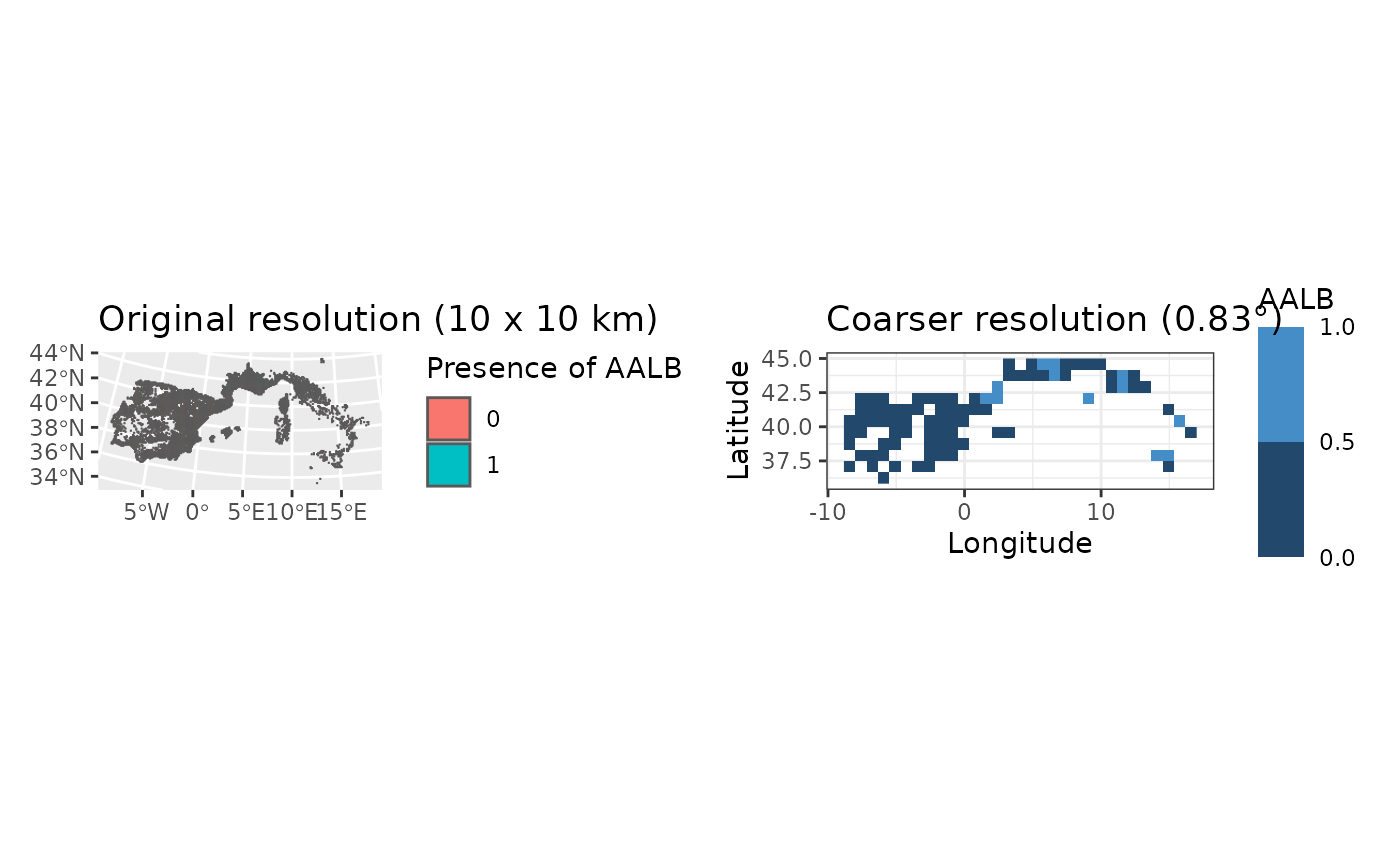 Original resolution (10 x 10 km)
44°N
42°N
40°N
38°N
36°N
34°N
5°W 0° 5°E 10°E 15°E
Presence of AALB
0
1
Coarser resolution (0.83°)
Latitude
45.0
42.5
40.0
37.5
-10 0 10
Longitude
AALB
1.0
0.5
0.0